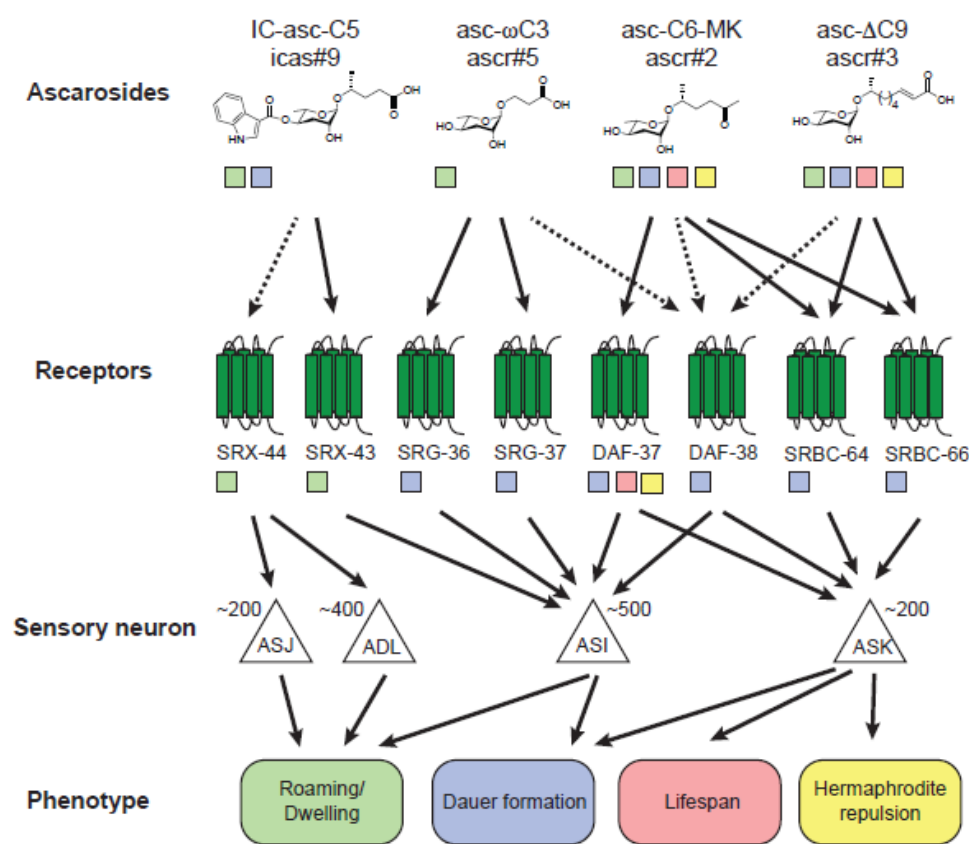 IC-asc-C5
icas#9
asc-ωC3
ascr#5
asc-C6-MK
ascr#2
asc-ΔC9
ascr#3
Ascarosides
O
OH
O
O
O
O
OH
HN
O
OH
O
O
HO
OH
O
O
O
HO
OH
O
OH
O
4
O
HO
OH
Receptors
SRX-44
SRX-43
SRG-36
SRG-37
DAF-37
DAF-38
SRBC-64
SRBC-66
Sensory neuron
~200
ASJ
~400
ADL
~500
ASI
~200
ASK
Phenotype
Roaming/
Dwelling
Dauer formation
Lifespan
Hermaphrodite
repulsion